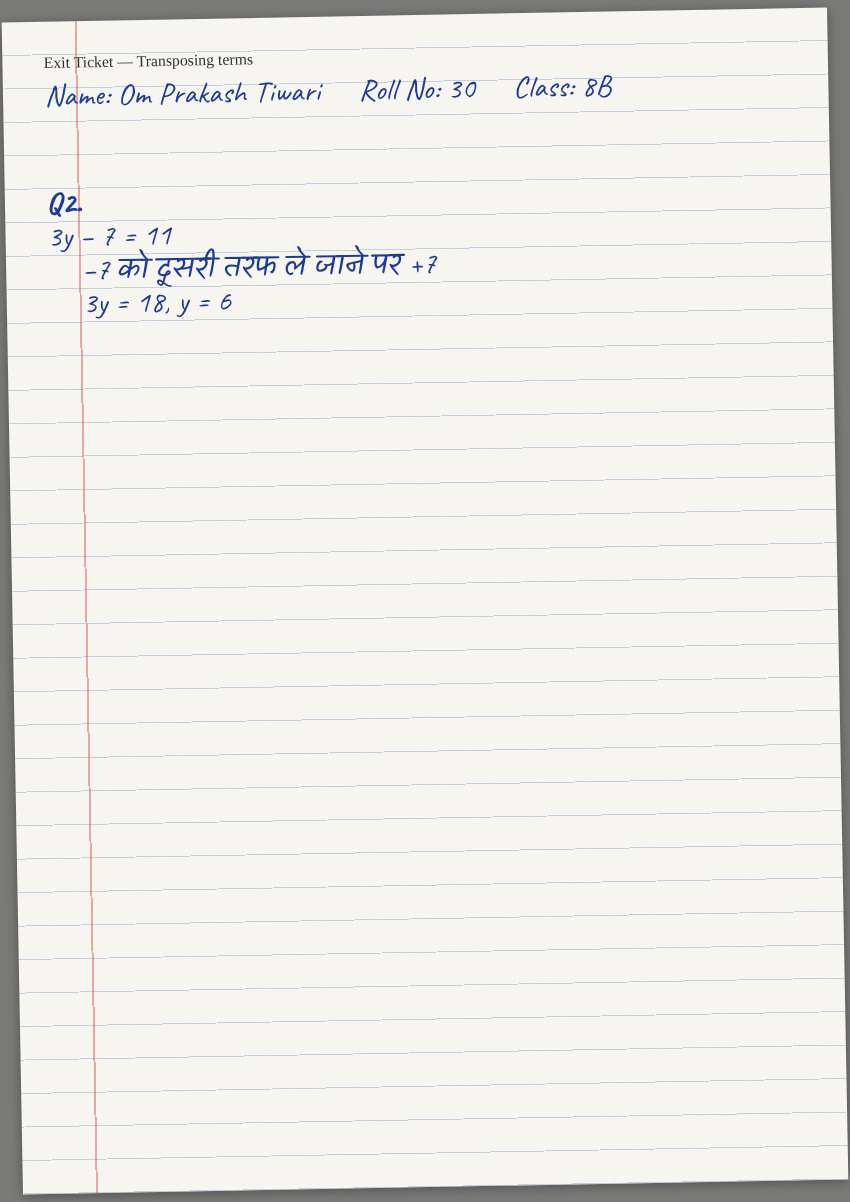 Exit Ticket — Transposing terms
Name: Om Prakash Tiwari Roll No: 30 Class: 8B
Q2.
3y – 7 = 11
–7 को दूसरी तरफ ले जाने पर +7
3y = 18, y = 6